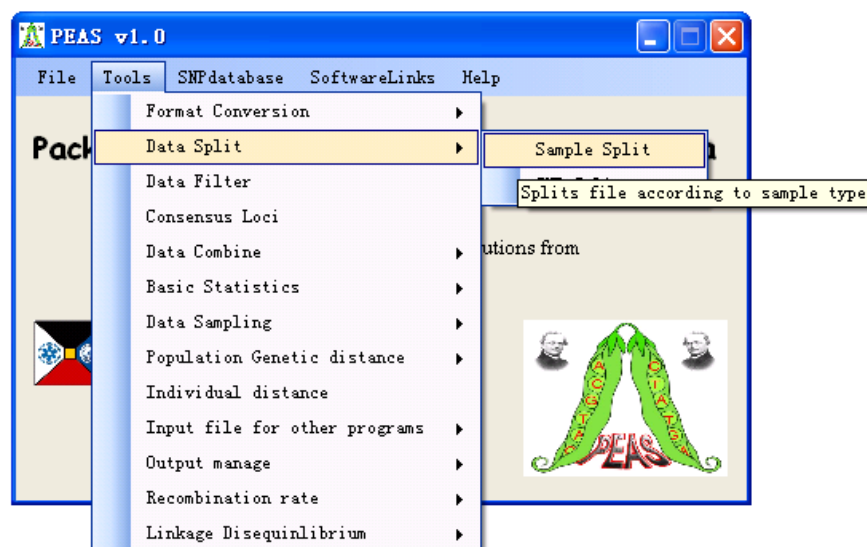 PEAS v1.0
File Tools SNPdatabase SoftwareLinks Help
Format Conversion
Pack
Data Split
Sample Split
Data Filter
Splits file according to sample type
Consensus Loci
Data Combine
utions from
Basic Statistics
Data Sampling
Population Genetic distance
Individual distance
Input file for other programs
Output manage
Recombination rate
Linkage Disequinlibrium
PEAS